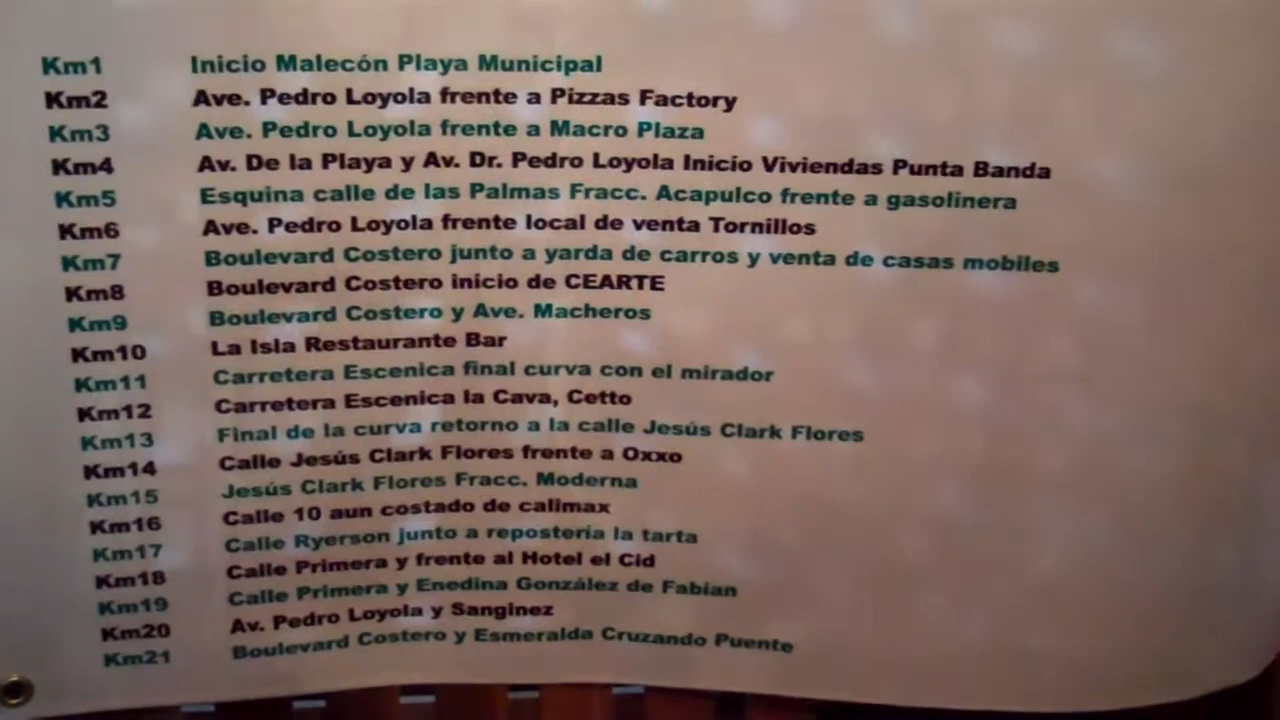 Km1 Inicio Malecón Playa Municipal
Km2 Ave. Pedro Loyola frente a Pizzas Factory
Km3 Ave. Pedro Loyola frente a Macro Plaza
Km4 Av. De la Playa y Av. Dr. Pedro Loyola Inicio Viviendas Punta Banda
Km5 Esquina calle de las Palmas Fracc. Acapulco frente a gasolinera
Km6 Ave. Pedro Loyola frente local de venta Tornillos
Km7 Boulevard Costero junto a yarda de carros y venta de casas mobiles
Km8 Boulevard Costero inicio de CEARTE
Km9 Boulevard Costero y Ave. Macheros
Km10 La Isla Restaurante Bar
Km11 Carretera Escenica final curva con el mirador
Km12 Carretera Escenica la Cava, Cetto
Km13 Final de la curva retorno a la calle Jesús Clark Flores
Km14 Calle Jesús Clark Flores frente a Oxxo
Km15 Jesús Clark Flores Fracc. Moderna
Km16 Calle 10 aun costado de calimax
Km17 Calle Ryerson junto a repostería la tarta
Km18 Calle Primera y frente al Hotel el Cid
Km19 Calle Primera y Enedina González de Fabian
Km20 Av. Pedro Loyola y Sanginez
Km21 Boulevard Costero y Esmeralda Cruzando Puente